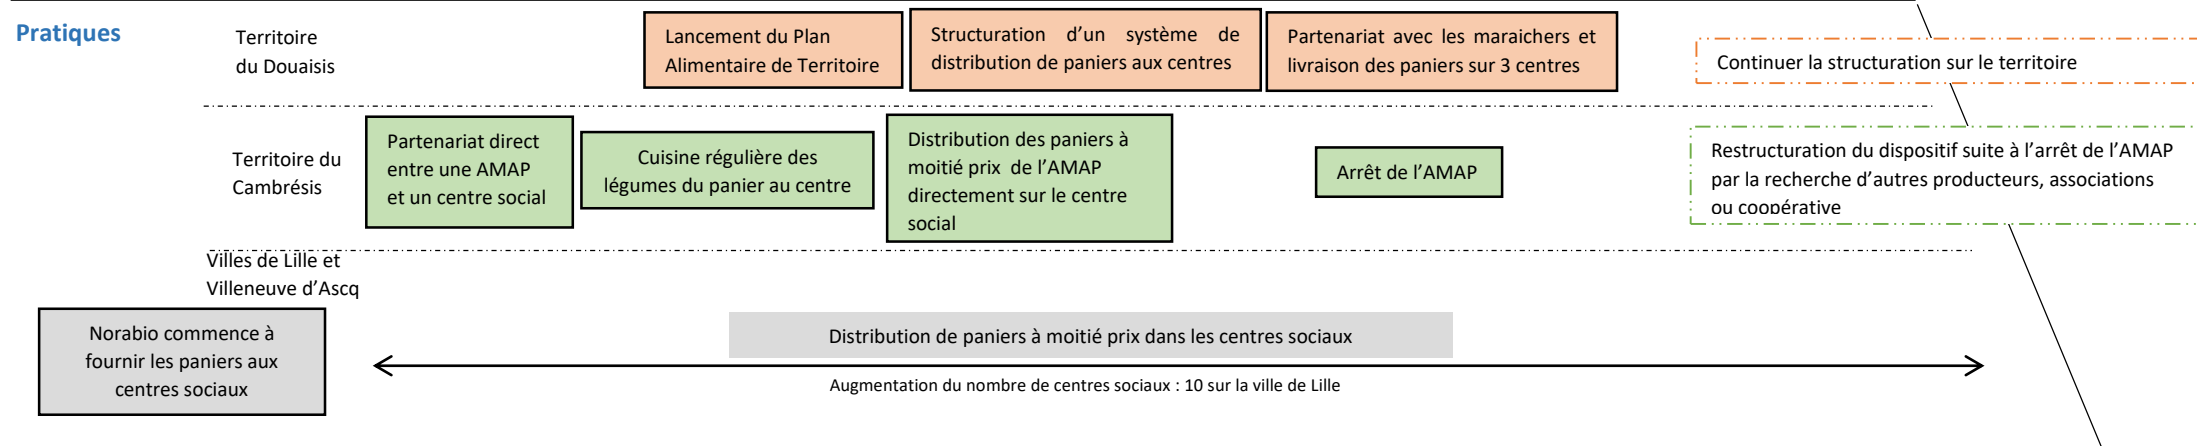 Pratiques
Territoire
du Douaisis
Lancement du Plan
Alimentaire de Territoire
Structuration d’un système de
distribution de paniers aux centres
Partenariat avec les maraichers et
livraison des paniers sur 3 centres
Continuer la structuration sur le territoire
Territoire du
Cambrésis
Partenariat direct
entre une AMAP
et un centre social
Cuisine régulière des
légumes du panier au centre
Distribution des paniers à
moitié prix de l’AMAP
directement sur le centre
social
Arrêt de l’AMAP
Restructuration du dispositif suite à l’arrêt de l’AMAP
par la recherche d’autres producteurs, associations
ou coopérative
Villes de Lille et
Villeneuve d’Ascq
Norabio commence à
fournir les paniers aux
centres sociaux
Distribution de paniers à moitié prix dans les centres sociaux
Augmentation du nombre de centres sociaux : 10 sur la ville de Lille